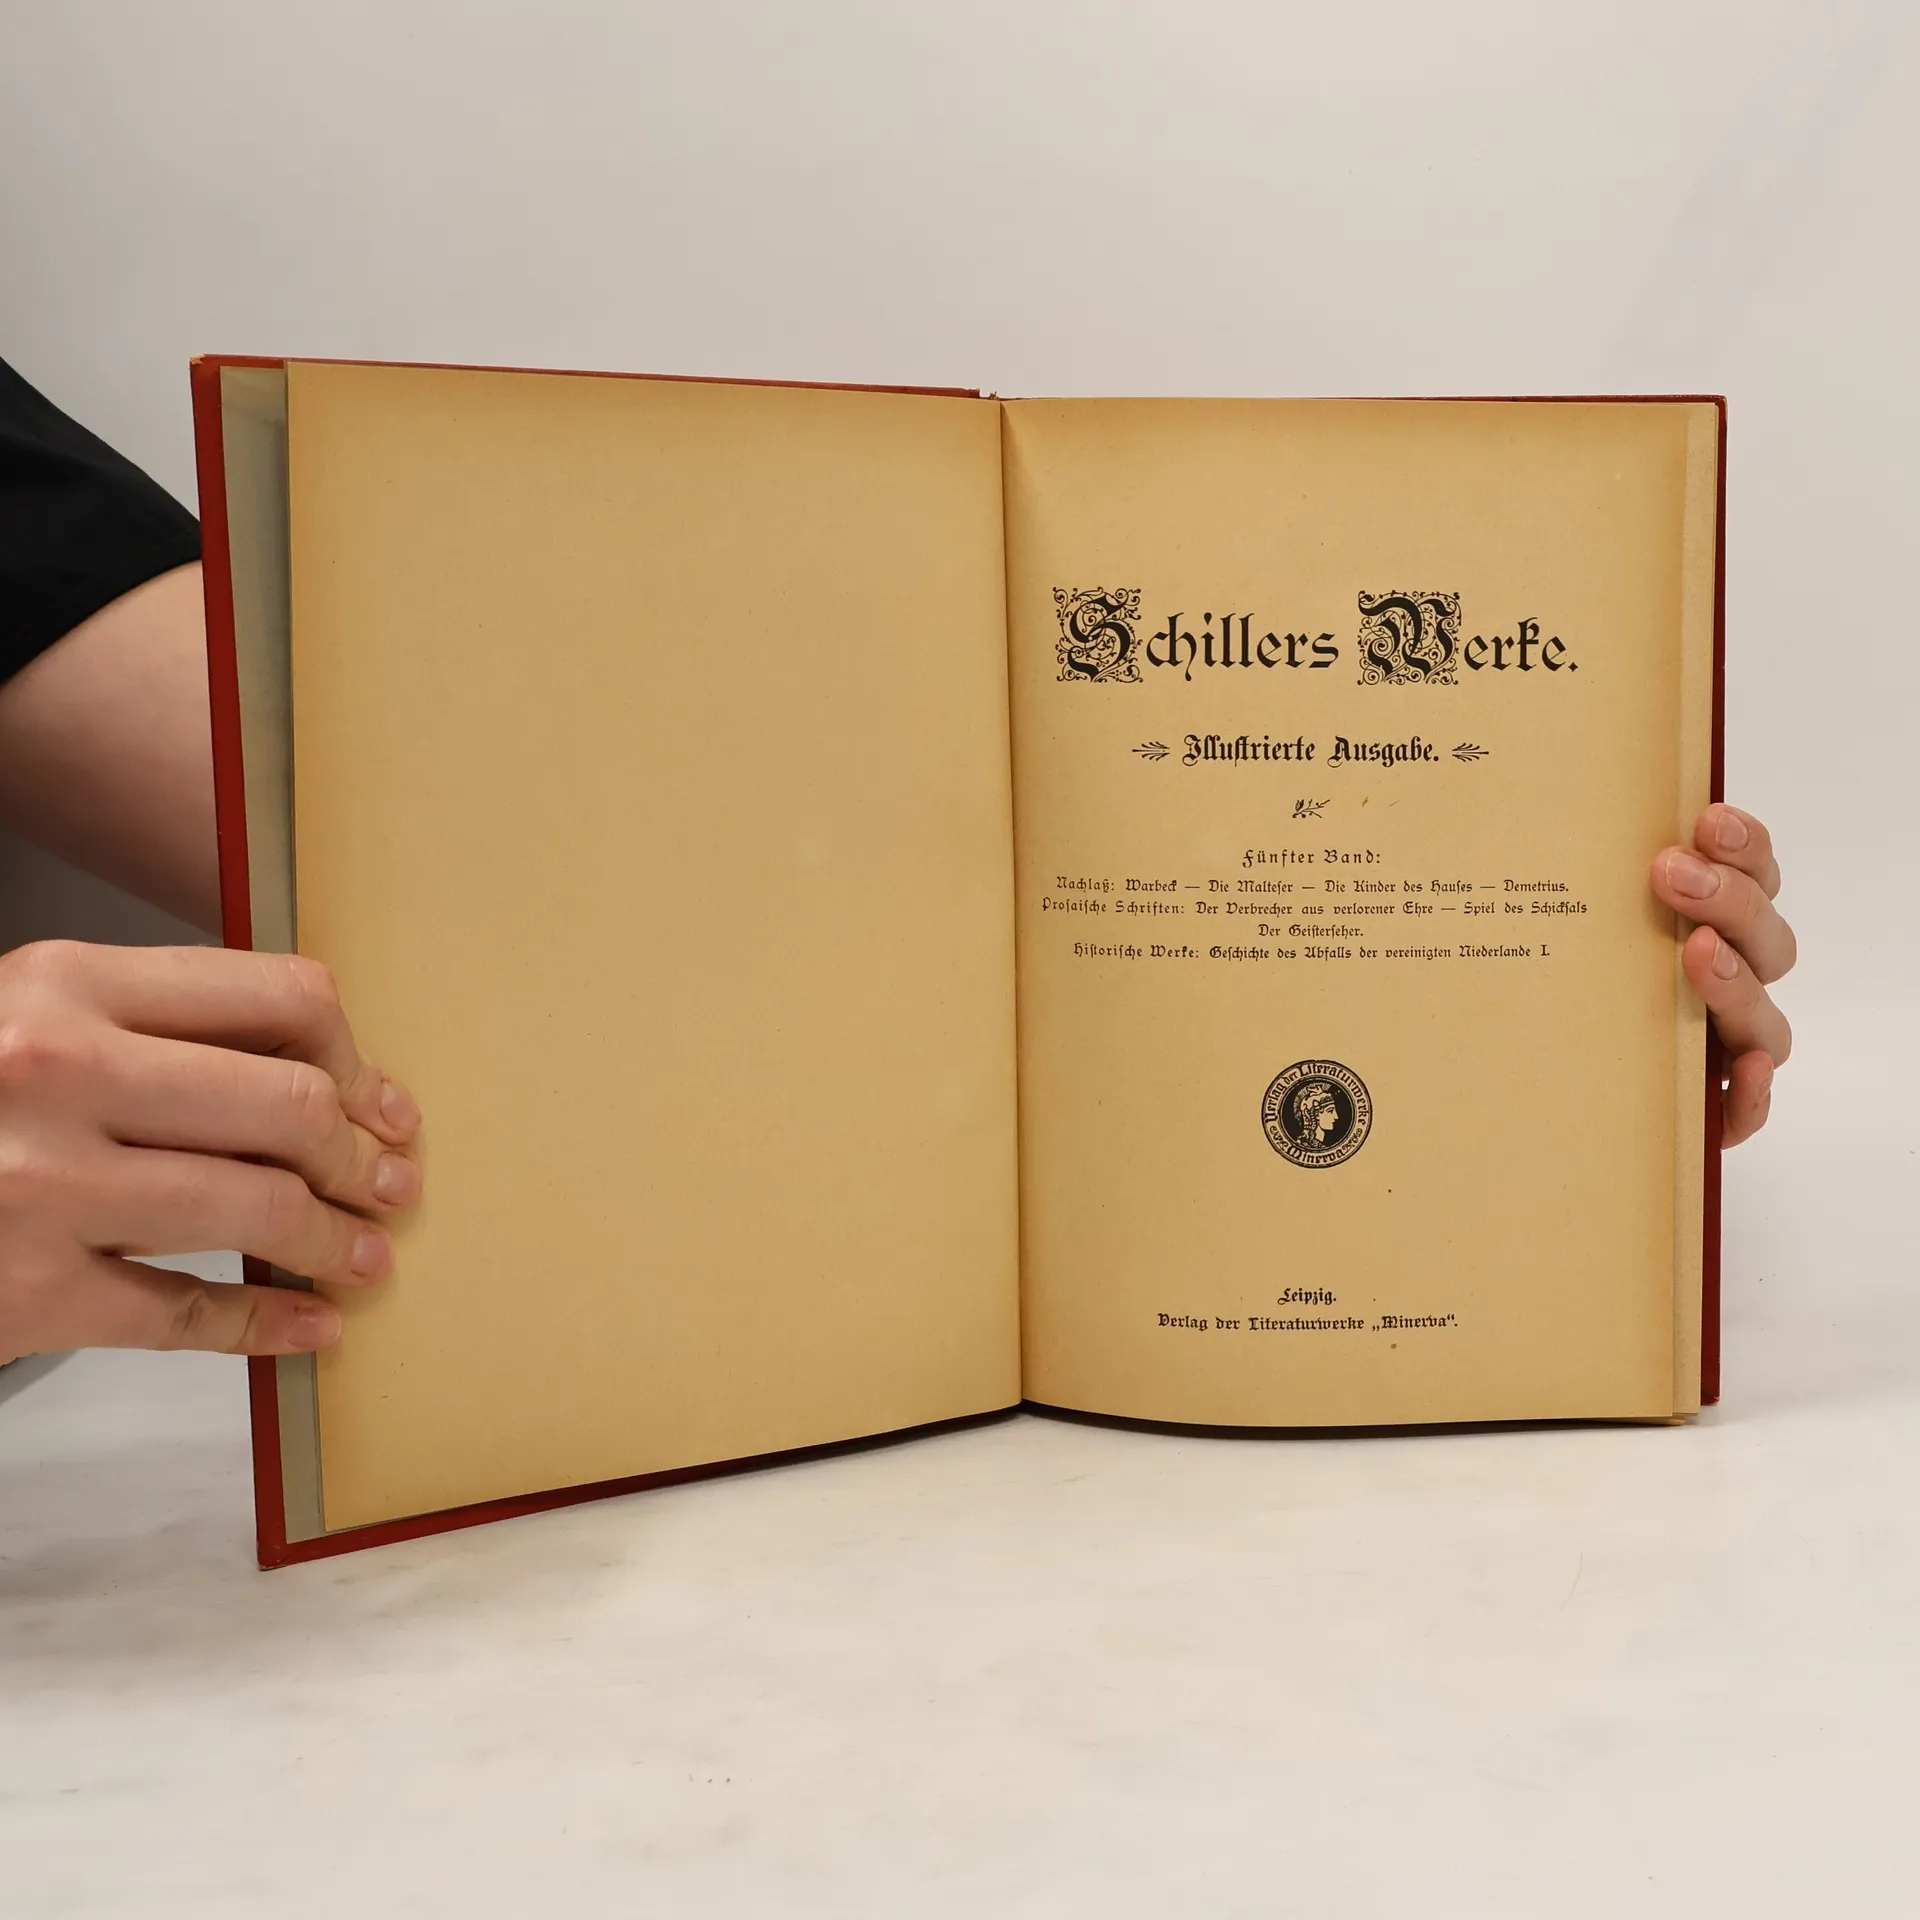 Schillers Werke.
Illustrierte Ausgabe.
Fünfter Band:
Nachlaß: Warbeck — Die Malteser — Die Kinder des Hauses — Demetrius.
Prosaische Schriften: Der Verbrecher aus verlorener Ehre — Spiel des Schicksals
Der Geisterseher.
Historische Werke: Geschichte des Abfalls der vereinigten Niederlande I.
Verlag der Literaturwerke
Minerva
Leipzig.
Verlag der Literaturwerke „Minerva“.